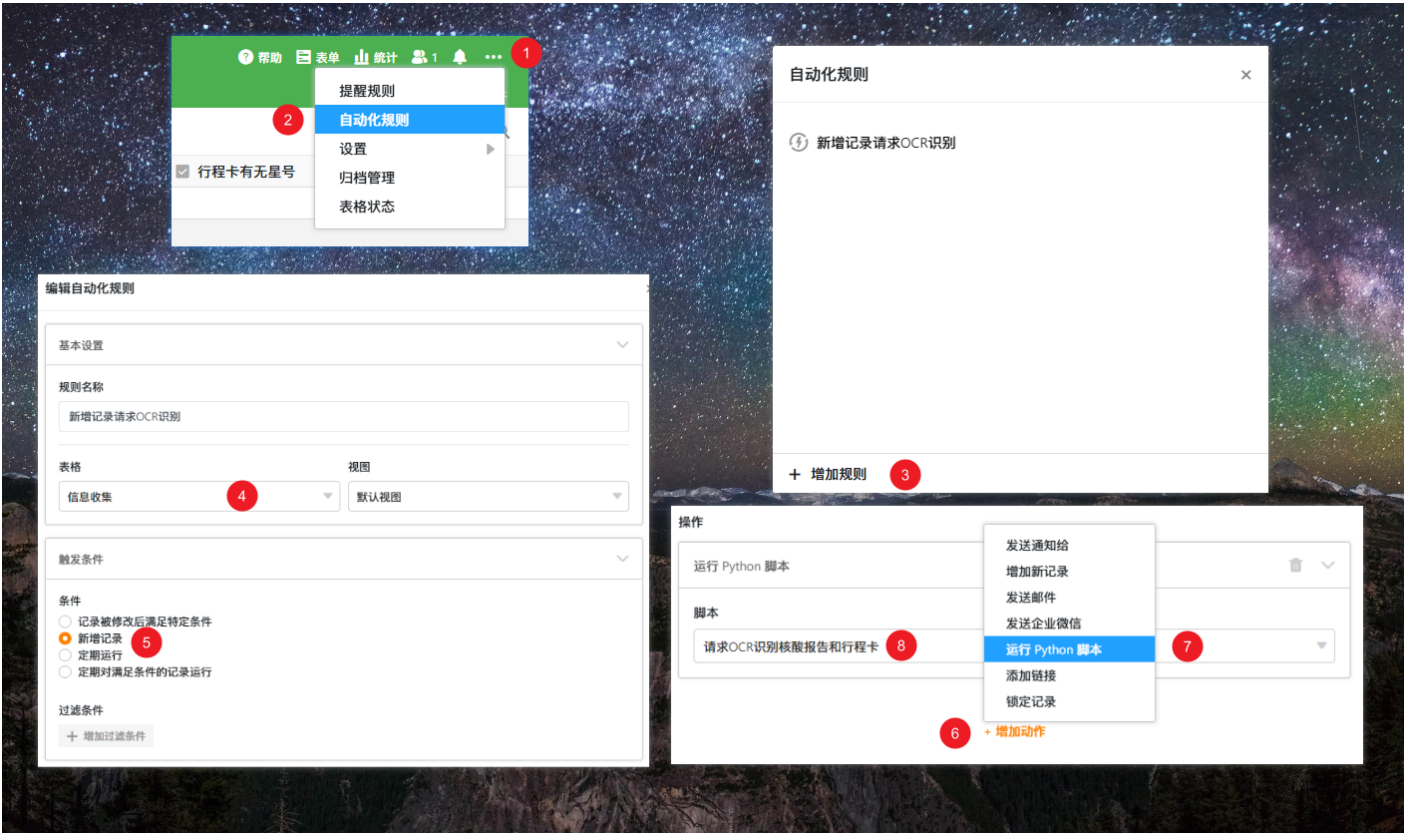 帮助 表单 统计 1 1
提醒规则
2 自动化规则
设置
行程卡有无星号
归档管理
表格状态
自动化规则 ×
新增记录请求OCR识别
+ 增加规则 3
编辑自动化规则
基本设置
规则名称
新增记录请求OCR识别
表格 视图
信息收集 4 默认视图
触发条件
条件
记录被修改后满足特定条件
新增记录 5
定期运行
定期对满足条件的记录运行
过滤条件
+ 增加过滤条件
操作
运行 Python 脚本
脚本
请求OCR识别核酸报告和行程卡 8
发送通知给
增加新记录
发送邮件
发送企业微信
运行 Python 脚本 7
添加链接
锁定记录
6 + 增加动作